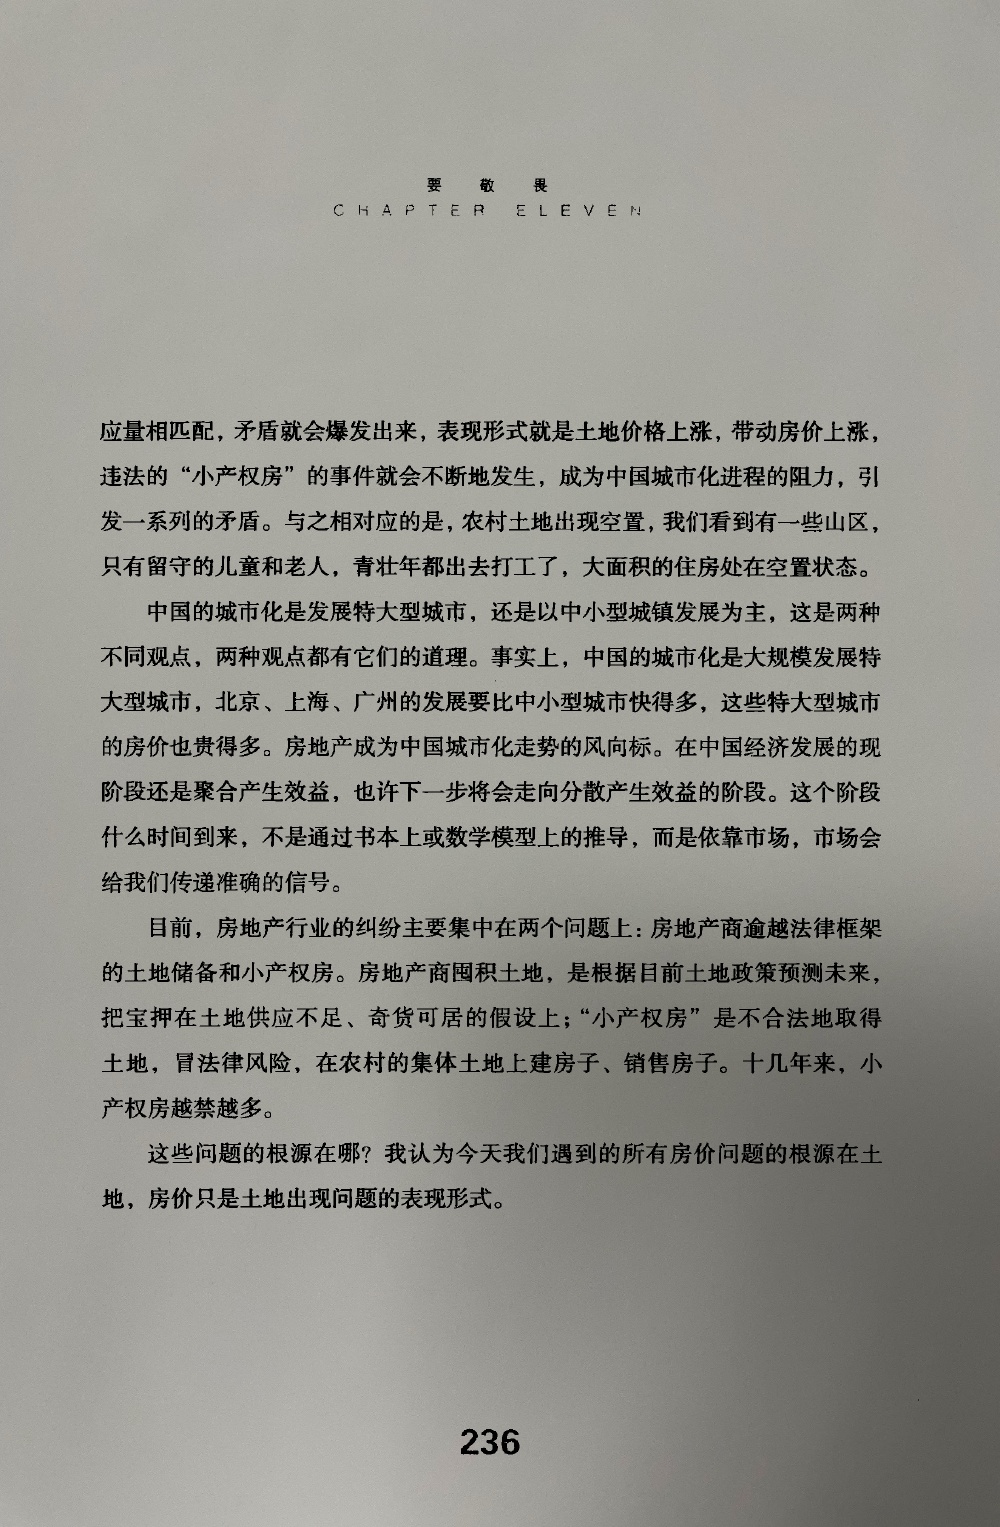 要敬畏
CHAPTER ELEVEN
应量相匹配，矛盾就会爆发出来，表现形式就是土地价格上涨，带动房价上涨，
违法的“小产权房”的事件就会不断地发生，成为中国城市化进程的阻力，引
发一系列的矛盾。与之相对应的是，农村土地出现空置，我们看到有一些山区，
只有留守的儿童和老人，青壮年都出去打工了，大面积的住房处在空置状态。
中国的城市化是发展特大型城市，还是以中小型城镇发展为主，这是两种
不同观点，两种观点都有它们的道理。事实上，中国的城市化是大规模发展特
大型城市，北京、上海、广州的发展要比中小型城市快得多，这些特大型城市
的房价也贵得多。房地产成为中国城市化走势的风向标。在中国经济发展的现
阶段还是聚合产生效益，也许下一步将会走向分散产生效益的阶段。这个阶段
什么时间到来，不是通过书本上或数学模型上的推导，而是依靠市场，市场会
给我们传递准确的信号。
目前，房地产行业的纠纷主要集中在两个问题上：房地产商逾越法律框架
的土地储备和小产权房。房地产商囤积土地，是根据目前土地政策预测未来，
把宝押在土地供应不足、奇货可居的假设上；“小产权房”是不合法地取得
土地，冒法律风险，在农村的集体土地上建房子、销售房子。十几年来，小
产权房越禁越多。
这些问题的根源在哪？我认为今天我们遇到的所有房价问题的根源在土
地，房价只是土地出现问题的表现形式。
236